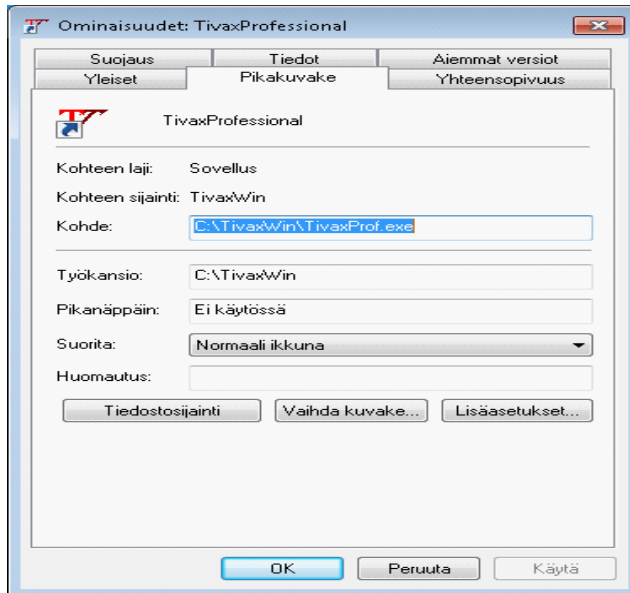 Ominaisuudet: TivaxProfessional
Suojaus Tiedot Aiemmat versiot
Yleiset Pikakuvake Yhteensopivuus
TivaxProfessional
Kohteen laji: Sovellus
Kohteen sijainti: TivaxWin
Kohde: C:\TivaxWin\TivaxProf.exe
Työkansio: C:\TivaxWin
Pikanäppäin: Ei käytössä
Suorita: Normaali ikkuna
Huomautus:
Tiedostosijainti Vaihda kuvake... Lisäasetukset...
OK Peruuta Käytä